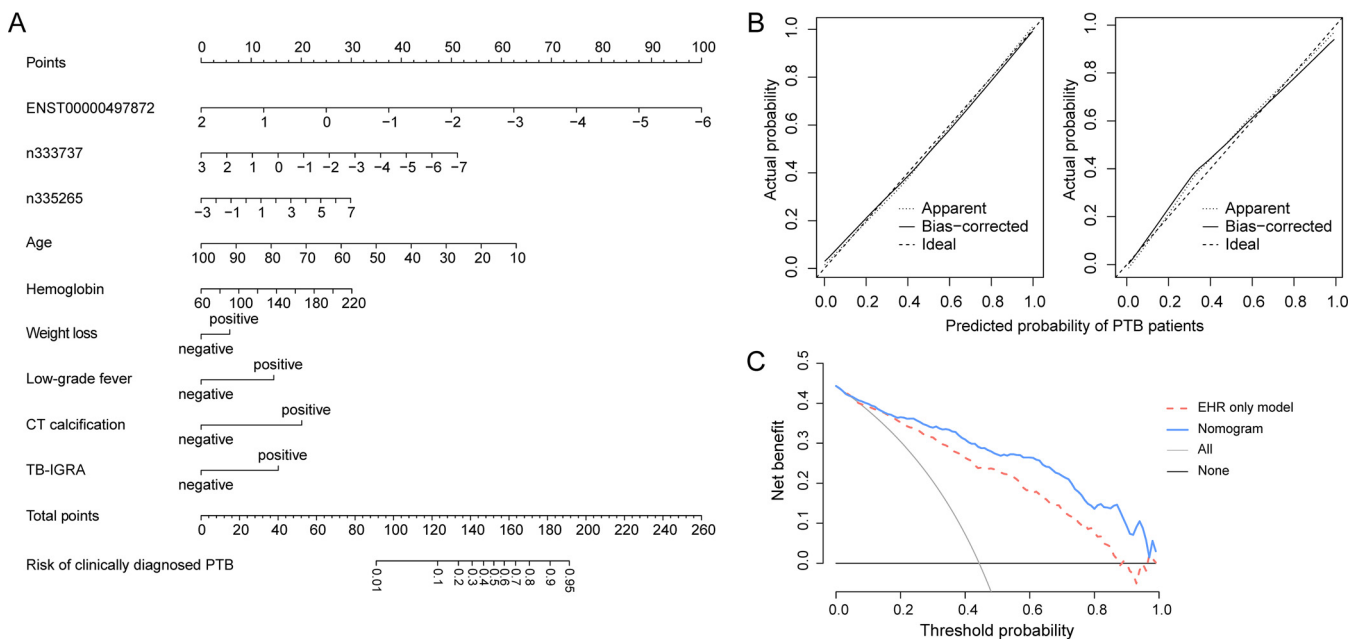 A
Points
0 10 20 30 40 50 60 70 80 90 100
ENST00000497872
2 1 0 −1 −2 −3 −4 −5 −6
n333737
3 2 1 0 −1 −2 −3 −4 −5 −6 −7
n335265
−3 −1 1 2 3 5 7
Age
100 90 80 70 60 50 40 30 20 10
Hemoglobin
60 80 100 120 140 160 180 200 220
Weight loss
positive
negative
Low-grade fever
positive
negative
CT calcification
positive
negative
TB-IGRA
positive
negative
Total points
0 20 40 60 80 100 120 140 160 180 200 220 240 260
Risk of clinically diagnosed PTB
0.01 0.1 0.2 0.3 0.4 0.5 0.6 0.7 0.8 0.9 0.95
B
Actual probability
0.0 0.2 0.4 0.6 0.8 1.0
Apparent
Bias−corrected
Ideal
0.0 0.2 0.4 0.6 0.8 1.0
Actual probability
0.0 0.2 0.4 0.6 0.8 1.0
Apparent
Bias−corrected
Ideal
0.0 0.2 0.4 0.6 0.8 1.0
Predicted probability of PTB patients
C
Net benefit
0.0 0.1 0.2 0.3 0.4 0.5
0.0 0.2 0.4 0.6 0.8 1.0
Threshold probability
EHR only model
Nomogram
All
None